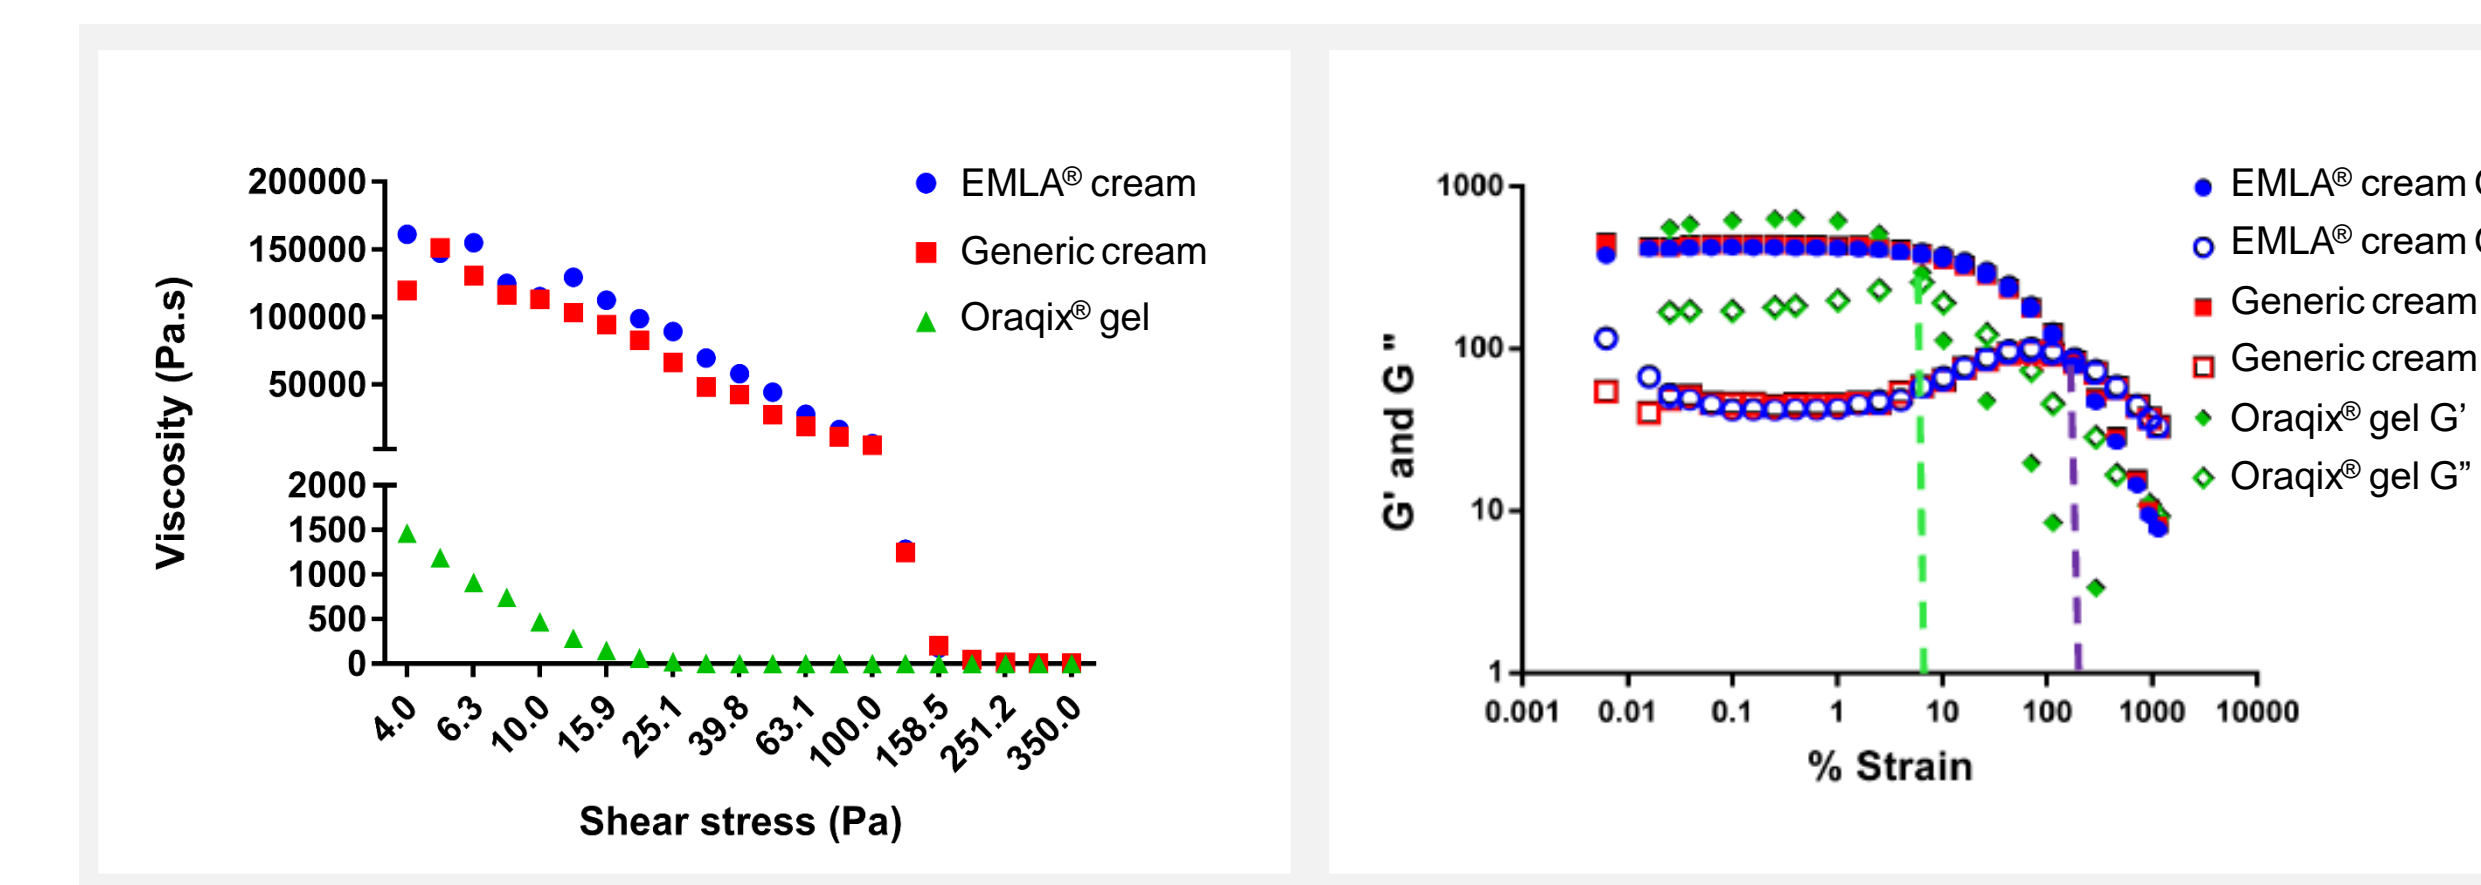 200000
150000
100000
50000
2000
1500
1000
500
0
Viscosity (Pa.s)
4.0
6.3
10.0
15.9
25.1
39.8
63.1
100.0
158.5
251.2
350.0
Shear stress (Pa)
EMLA® cream
Generic cream
Oraqix® gel
1000
100
10
1
G' and G "
0.001
0.01
0.1
1
10
100
1000
10000
% Strain
EMLA® cream
EMLA® cream
Generic cream
Generic cream
Oraqix® gel G’
Oraqix® gel G”